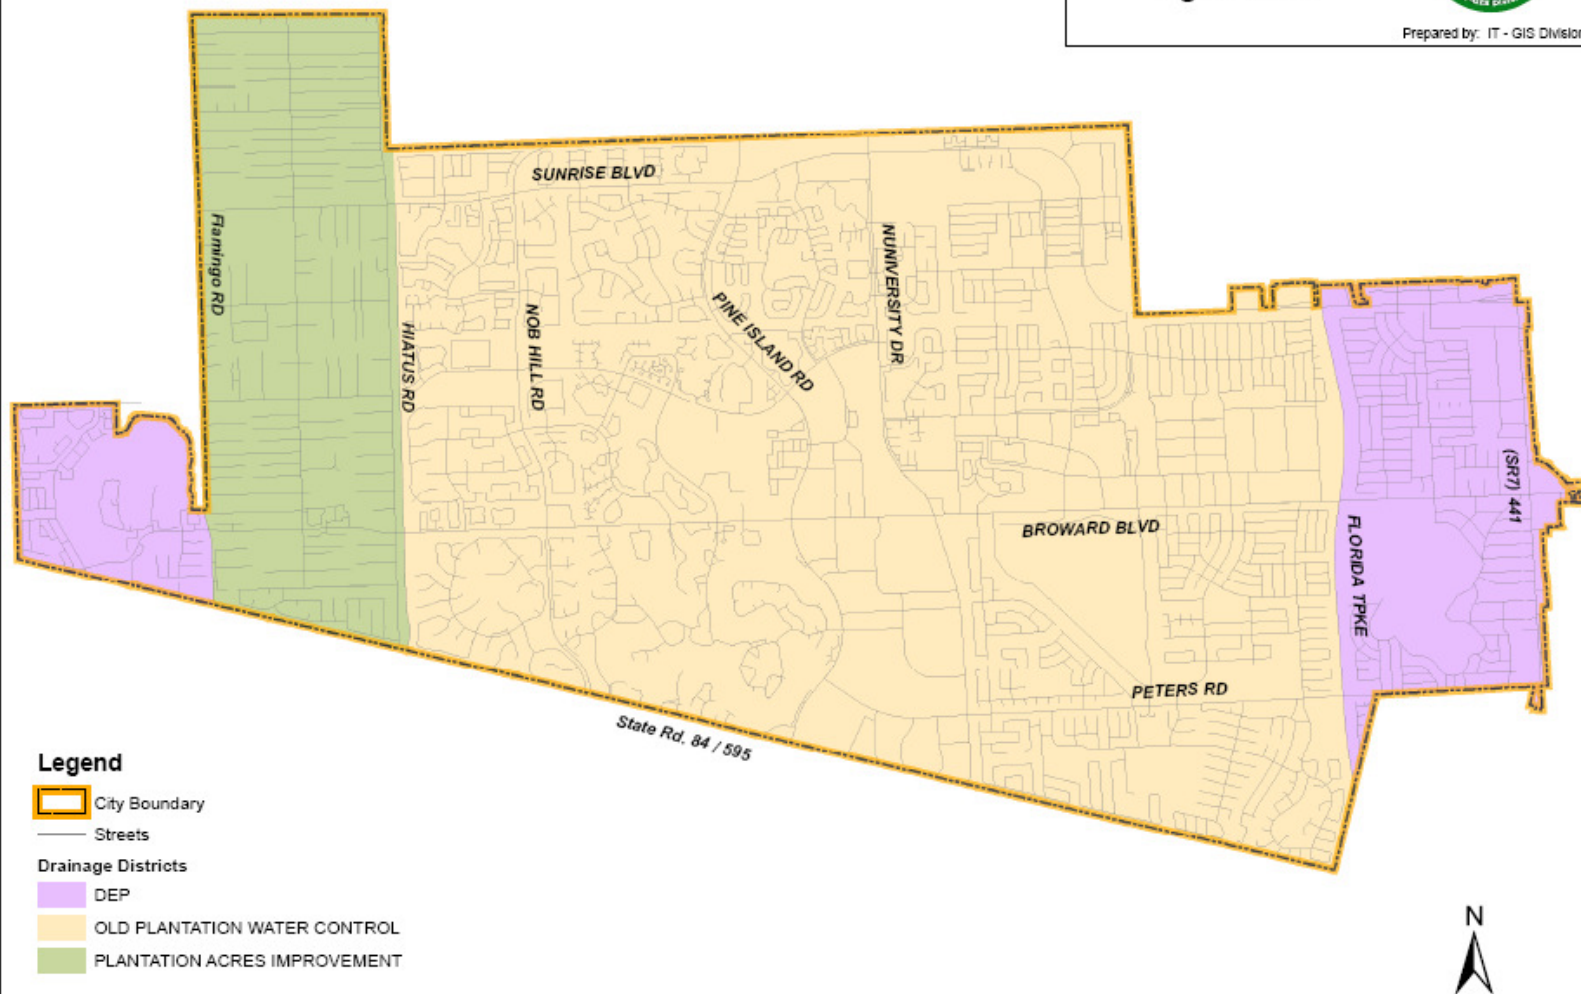 Prepared by: IT - GIS Division
SUNRISE BLVD
Flamingo RD
HIATUS RD
NOB HILL RD
PINE ISLAND RD
NUNIVERSITY DR
(SR7) 441
BROWARD BLVD
FLORIDA TPKE
PETERS RD
State Rd. 84 / 595
Legend
City Boundary
Streets
Drainage Districts
DEP
OLD PLANTATION WATER CONTROL
PLANTATION ACRES IMPROVEMENT
N